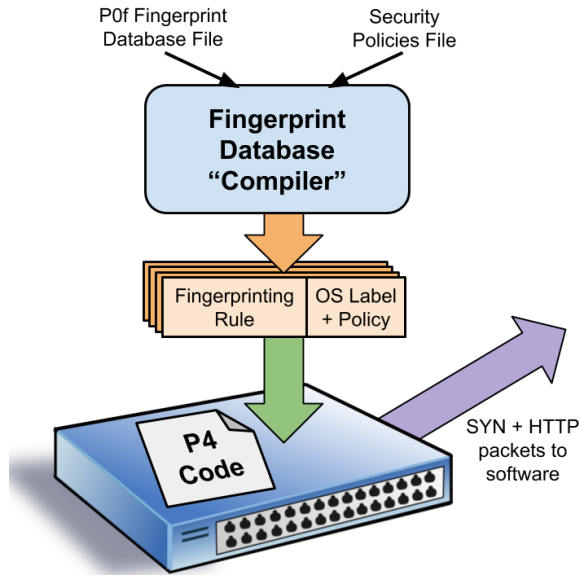 P0f Fingerprint
Database File
Security
Policies File
Fingerprint
Database
“Compiler”
Fingerprinting
Rule
OS Label
+ Policy
P4
Code
SYN + HTTP
packets to
software